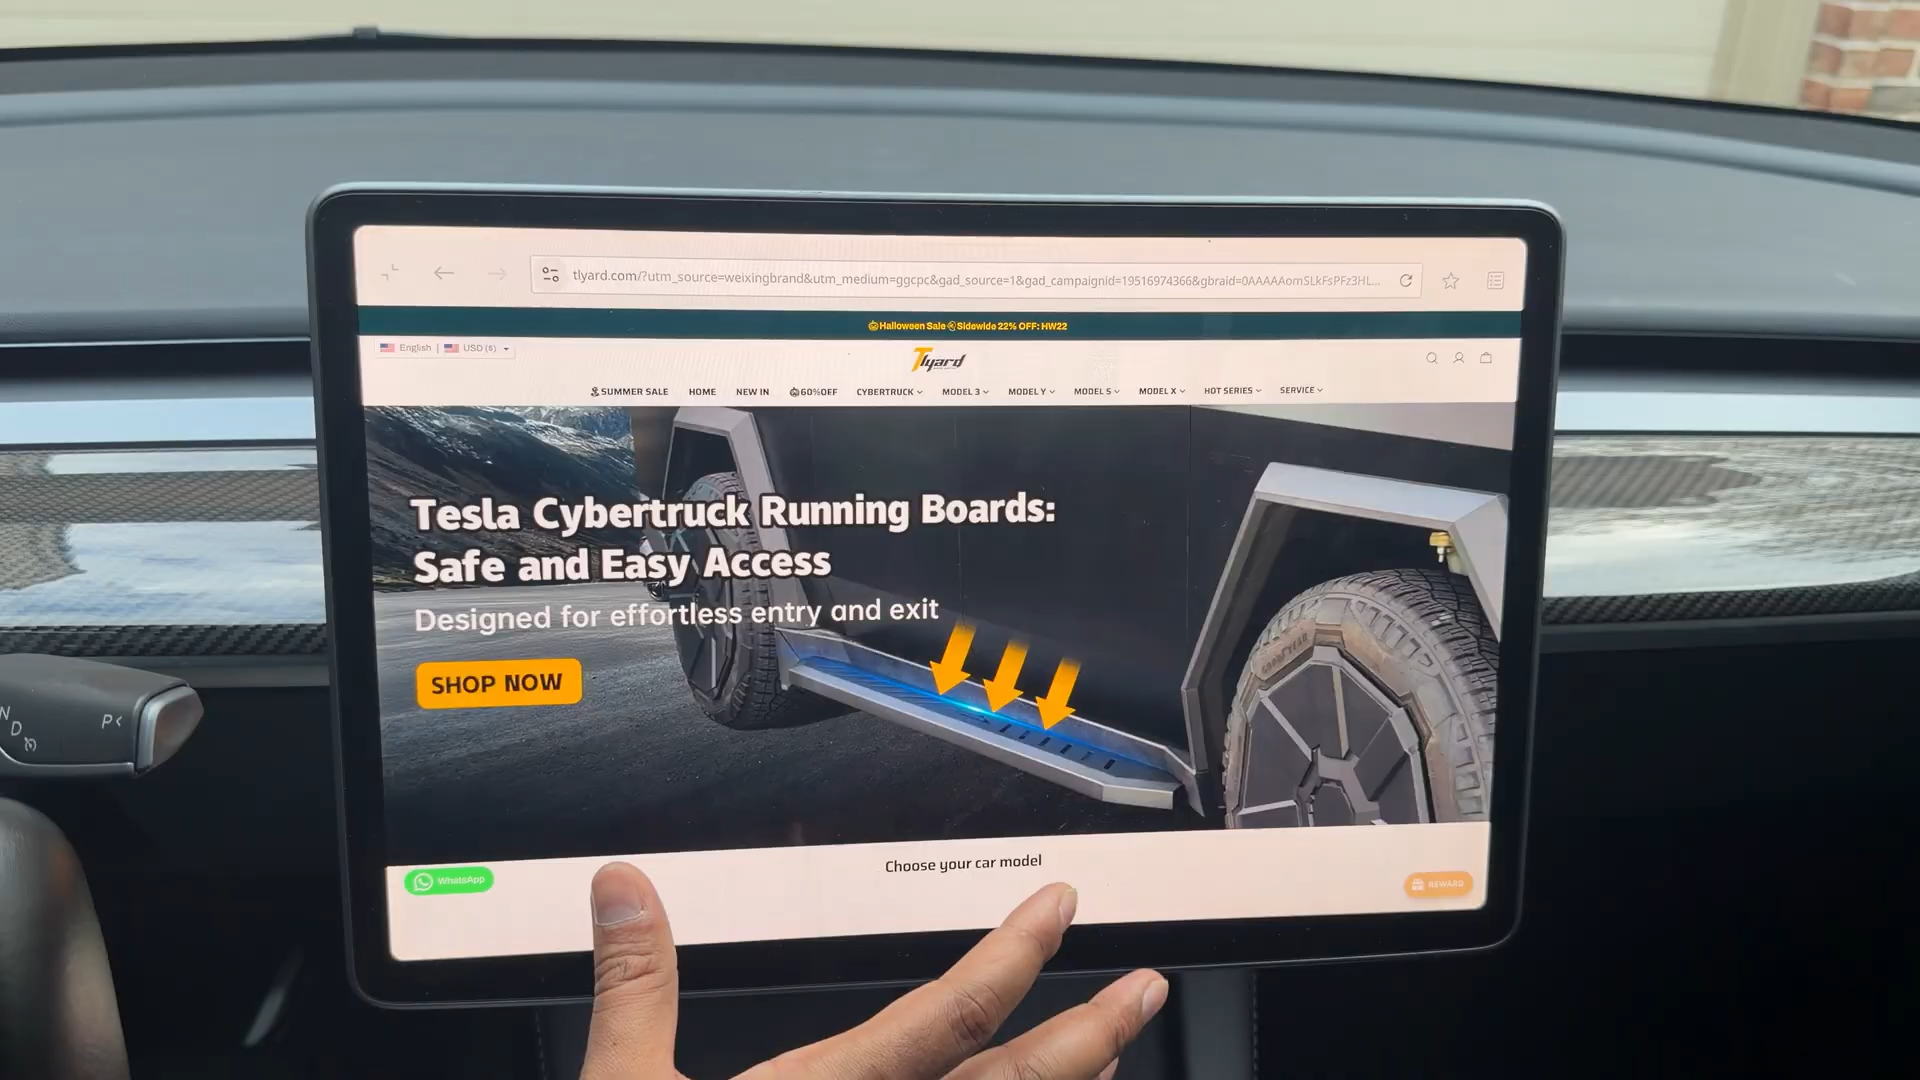 tlyard.com/?utm_source=weixingbrand&utm_medium=ggcpc&gad_source=1&gad_campaignid=19516974366&gbraid=0AAAAAomSLkFsPFz3HL...
Halloween Sale Sidewide 22% OFF: HW22
English | USD ($)
Tlyard
SUMMER SALE HOME NEW IN 60%OFF CYBERTRUCK MODEL 3 MODEL Y MODEL S MODEL X HOT SERIES SERVICE
Tesla Cybertruck Running Boards:
Safe and Easy Access
Designed for effortless entry and exit
SHOP NOW
GOODYEAR
N
D
P<
Choose your car model
WhatsApp
REWARD